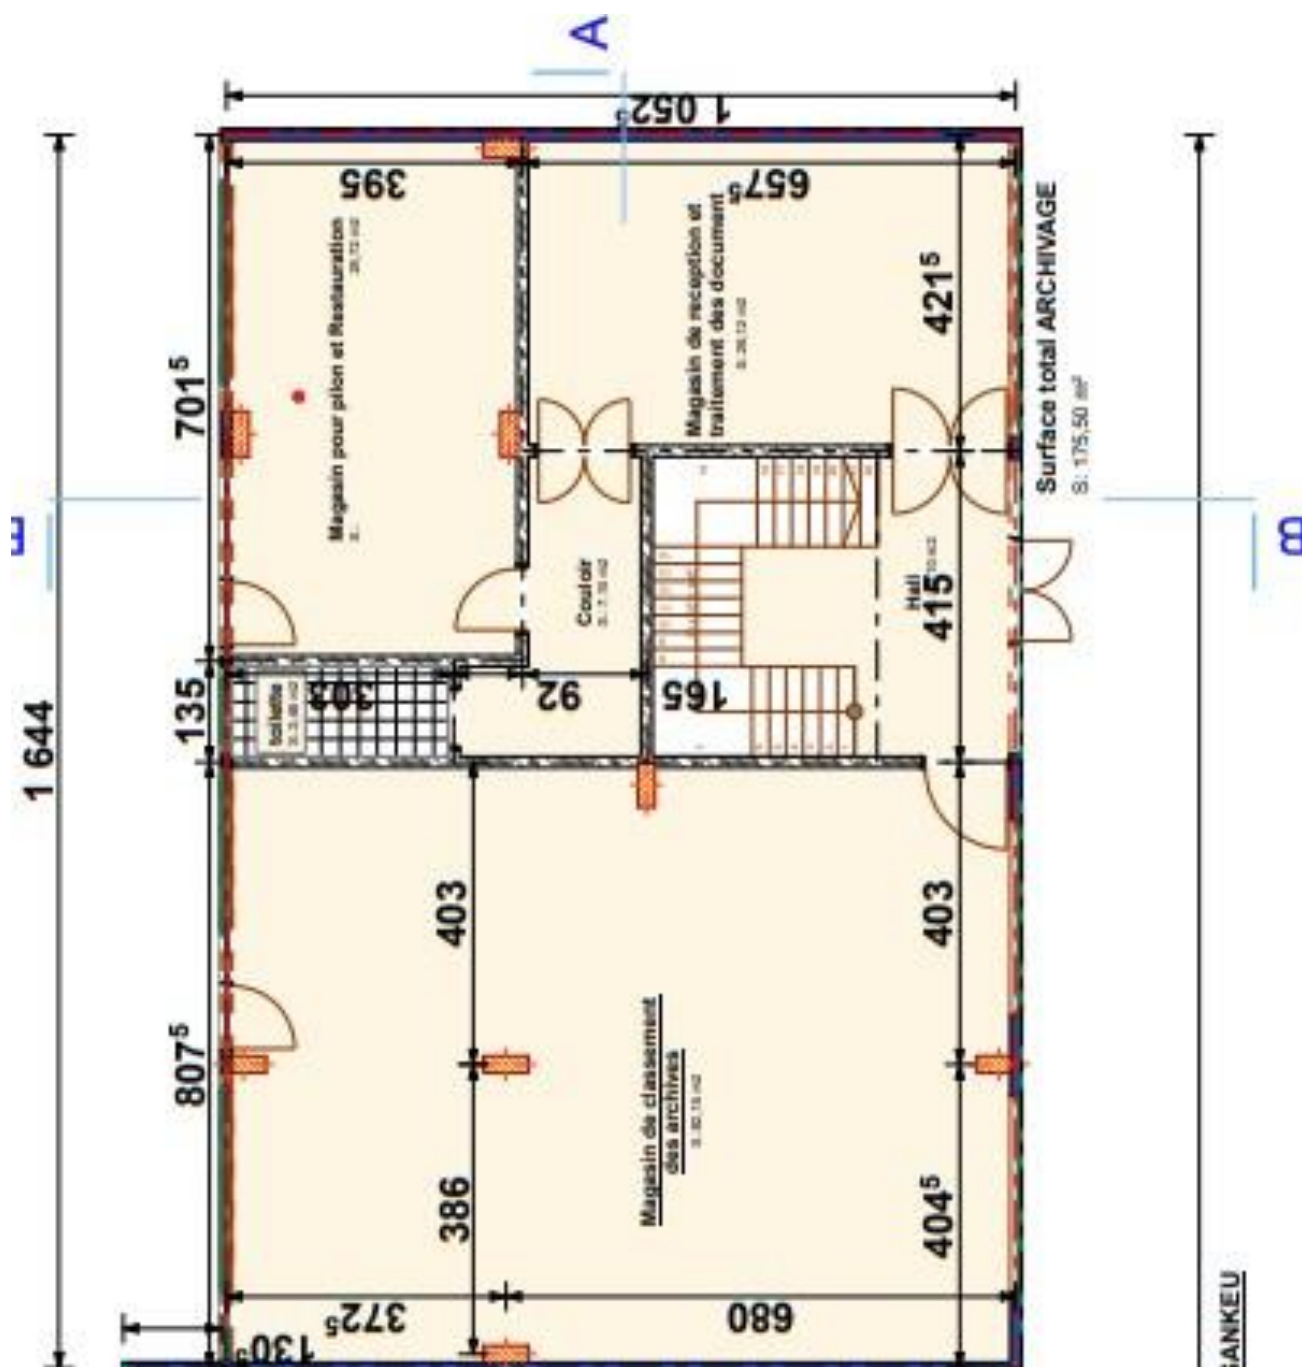 A
1 052⁵
395
657⁵
Magasin pour pilon et Restauration
Magasin de reception et
traitement des document
421⁵
Surface total ARCHIVAGE
S: 175,50 m²
701⁵
B
B
Couloir
Hall
415
135
toilette
303
92
165
1 644
403
403
807⁵
Magasin de classement
des archives
386
404⁵
372⁵
680
130⁵
SANKEU